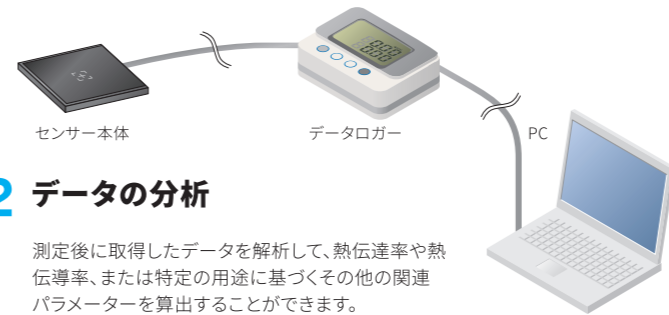 センサー本体
データロガー
PC
2 データの分析
測定後に取得したデータを解析して、熱伝達率や熱
伝導率、または特定の用途に基づくその他の関連
パラメーターを算出することができます。